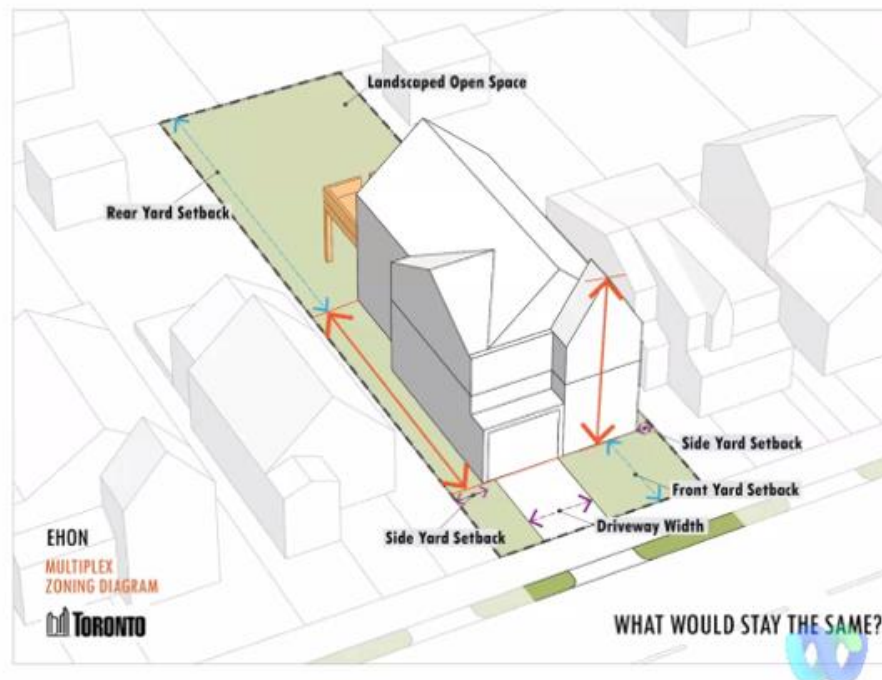 Landscaped Open Space
Rear Yard Setback
Side Yard Setback
Front Yard Setback
Driveway Width
Side Yard Setback
EHON
MULTIPLEX
ZONING DIAGRAM
TORONTO
WHAT WOULD STAY THE SAME?